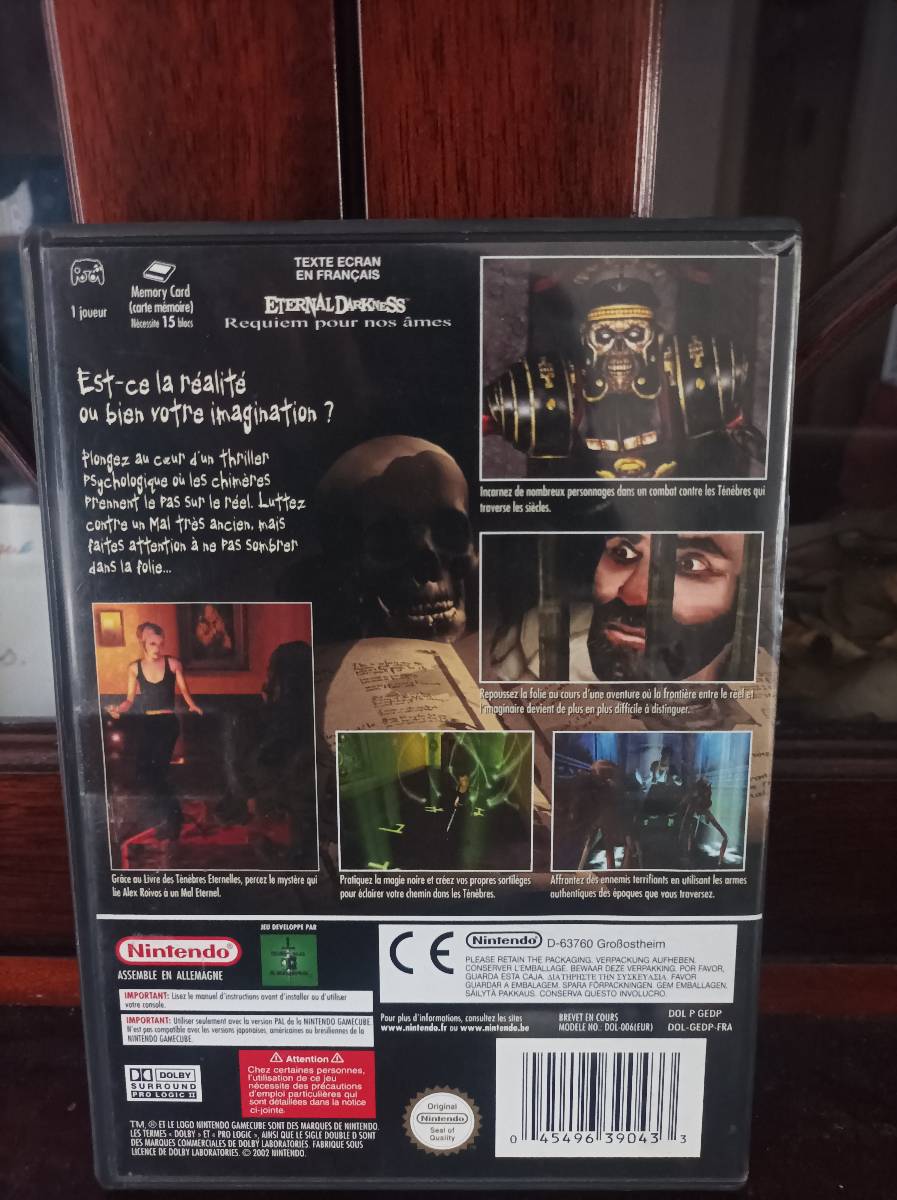 TEXTE ECRAN
EN FRANÇAIS
1 joueur
Memory Card
(carte mémoire)
Nécessite 15 blocs
ETERNAL DARKNESS™
Requiem pour nos âmes
Est-ce la réalité
ou bien votre imagination ?
Plongez au cœur d'un thriller
psychologique où les chimères
prennent le pas sur le réel. Luttez
contre un Mal très ancien, mais
faites attention à ne pas sombrer
dans la folie...
Incarnez de nombreux personnages dans un combat contre les Ténèbres qui
traverse les siècles.
Repoussez la folie au cours d'une aventure où la frontière entre le réel et
l'imaginaire devient de plus en plus difficile à distinguer.
Grâce au Livre des Ténèbres Eternelles, percez le mystère qui
lie Alex Roivas à un Mal Eternel.
Pratiquez la magie noire et créez vos propres sortilèges
pour éclairer votre chemin dans les Ténèbres.
Affrontez des ennemis terrifiants en utilisant les armes
authentiques des époques que vous traversez.
Nintendo®
ASSEMBLE EN ALLEMAGNE
JEU DEVELOPPE PAR
CE
Nintendo D-63760 Großostheim
PLEASE RETAIN THE PACKAGING. VERPACKUNG AUFHEBEN.
CONSERVER L'EMBALLAGE. BEWAAR DEZE VERPAKKING. POR FAVOR,
GUARDA ESTA CAJA. ΔΙΑΤΗΡΗΣΤΕ ΤΗΝ ΣΥΣΚΕΥΑΣΙΑ. FAVOR
GUARDAR A EMBALAGEM. SPARA FÖRPACKNINGEN. GEM EMBALLAGEN.
SÄILYTÄ PAKKAUS. CONSERVA QUESTO INVOLUCRO.
IMPORTANT: Lisez le manuel d'instructions avant d'installer ou d'utiliser
votre console.
IMPORTANT: Utiliser seulement avec la version PAL de la NINTENDO GAMECUBE.
N'est pas compatible avec les versions japonaises, américaines ou brésiliennes de la
NINTENDO GAMECUBE.
Pour plus d'informations, consultez les sites
www.nintendo.fr ou www.nintendo.be
BREVET EN COURS
MODELE NO.: DOL-006(EUR)
DOL P GEDP
DOL-GEDP-FRA
DOLBY
SURROUND
PRO LOGIC II
Attention
Chez certaines personnes,
l'utilisation de ce jeu
nécessite des précautions
d'emploi particulières qui
sont détaillées dans la notice
ci-jointe.
Original
Nintendo
Seal of
Quality
0 45496 39043 3
TM, ® ET LE LOGO NINTENDO GAMECUBE SONT DES MARQUES DE NINTENDO.
LES TERMES « DOLBY » ET « PRO LOGIC », AINSI QUE LE SIGLE DOUBLE D SONT
DES MARQUES COMMERCIALES DE DOLBY LABORATORIES. FABRIQUE SOUS
LICENCE DE DOLBY LABORATORIES. © 2002 NINTENDO.